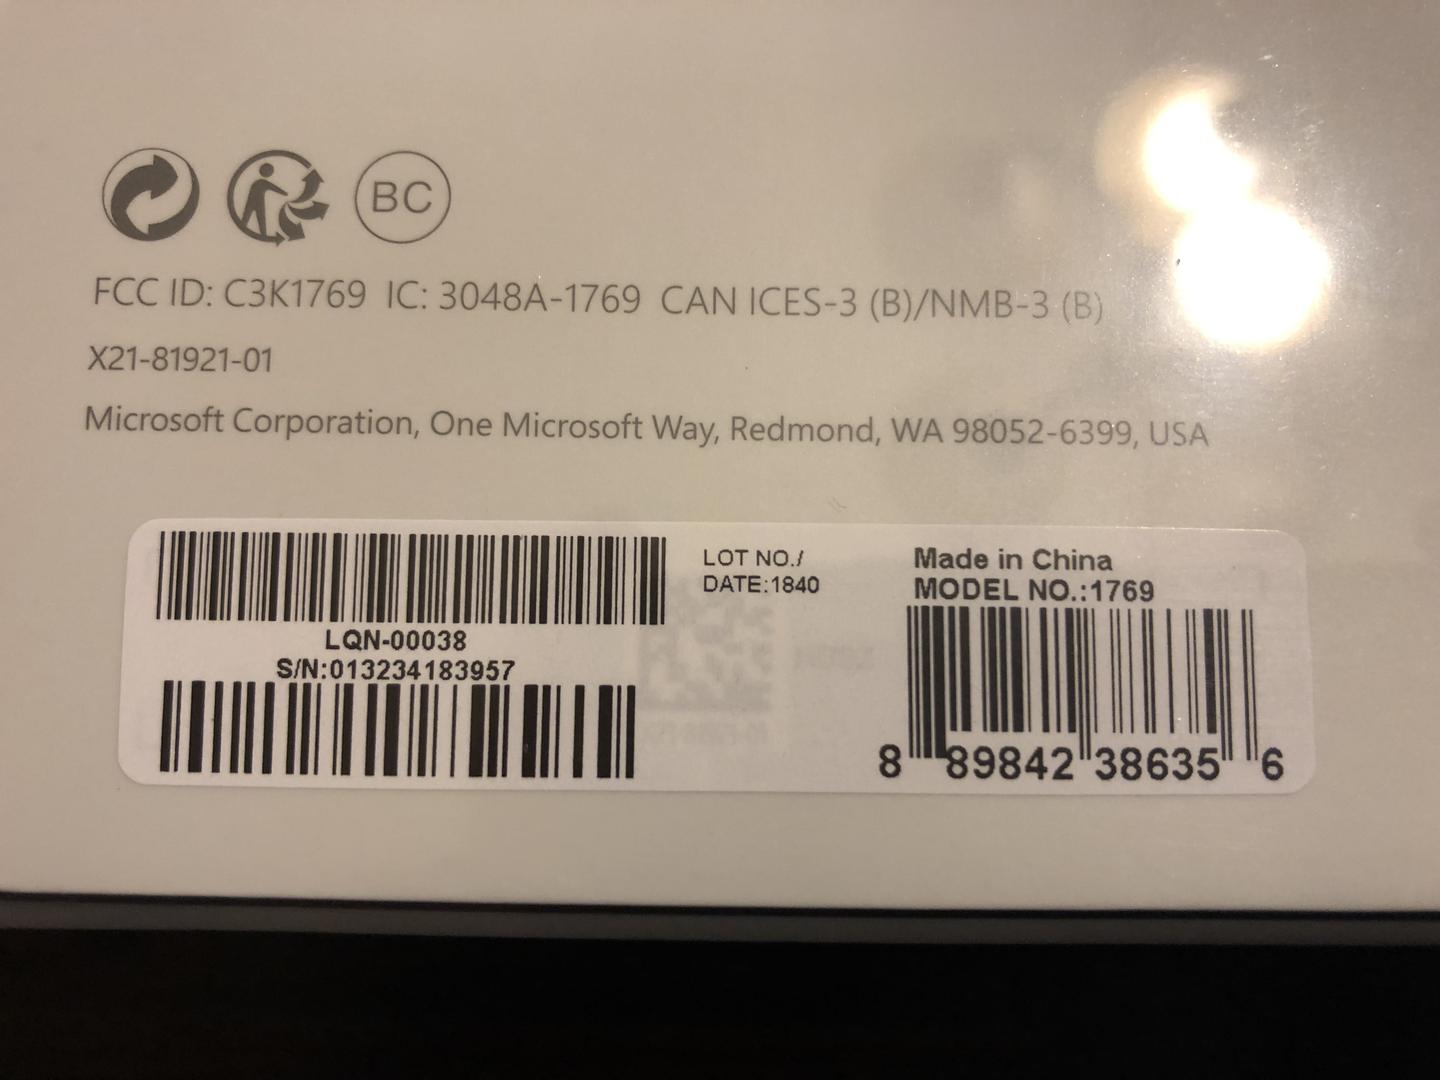 BC
FCC ID: C3K1769 IC: 3048A-1769 CAN ICES-3 (B)/NMB-3 (B)
X21-81921-01
Microsoft Corporation, One Microsoft Way, Redmond, WA 98052-6399, USA
LQN-00038
S/N:013234183957
LOT NO./
DATE:1840
Made in China
MODEL NO.:1769
8 89842 38635 6